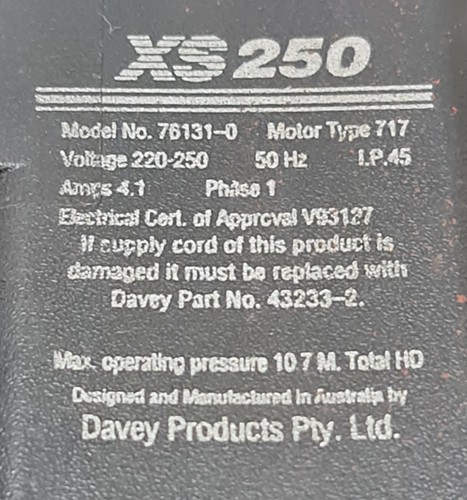 XS 250
Model No. 76131-0 Motor Type 717
Voltage 220-250 50 Hz I.P.45
Amps 4.1 Phase 1
Electrical Cert. of Approval V93127
If supply cord of this product is
damaged it must be replaced with
Davey Part No. 43233-2.
Max. operating pressure 10.7 M. Total HD
Designed and Manufactured in Australia by
Davey Products Pty. Ltd.